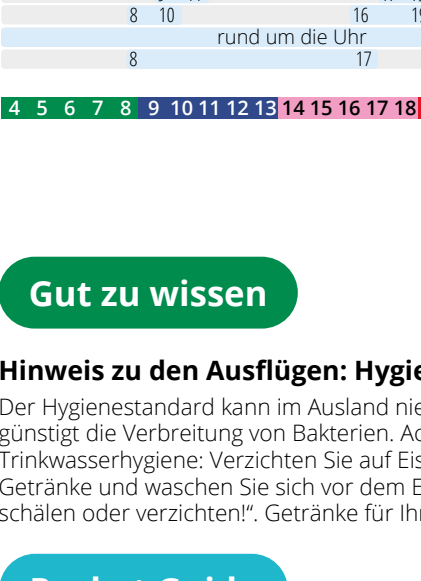 8 10 16
rund um die Uhr
8 17
4 5 6 7 8 9 10 11 12 13 14 15 16 17 18
Gut zu wissen
Hinweis zu den Ausflügen: Hygie
Der Hygienestandard kann im Ausland nie
günstigt die Verbreitung von Bakterien. Ac
Trinkwasserhygiene: Verzichten Sie auf Eis
Getränke und waschen Sie sich vor dem E
schälen oder verzichten!“. Getränke für Ihr